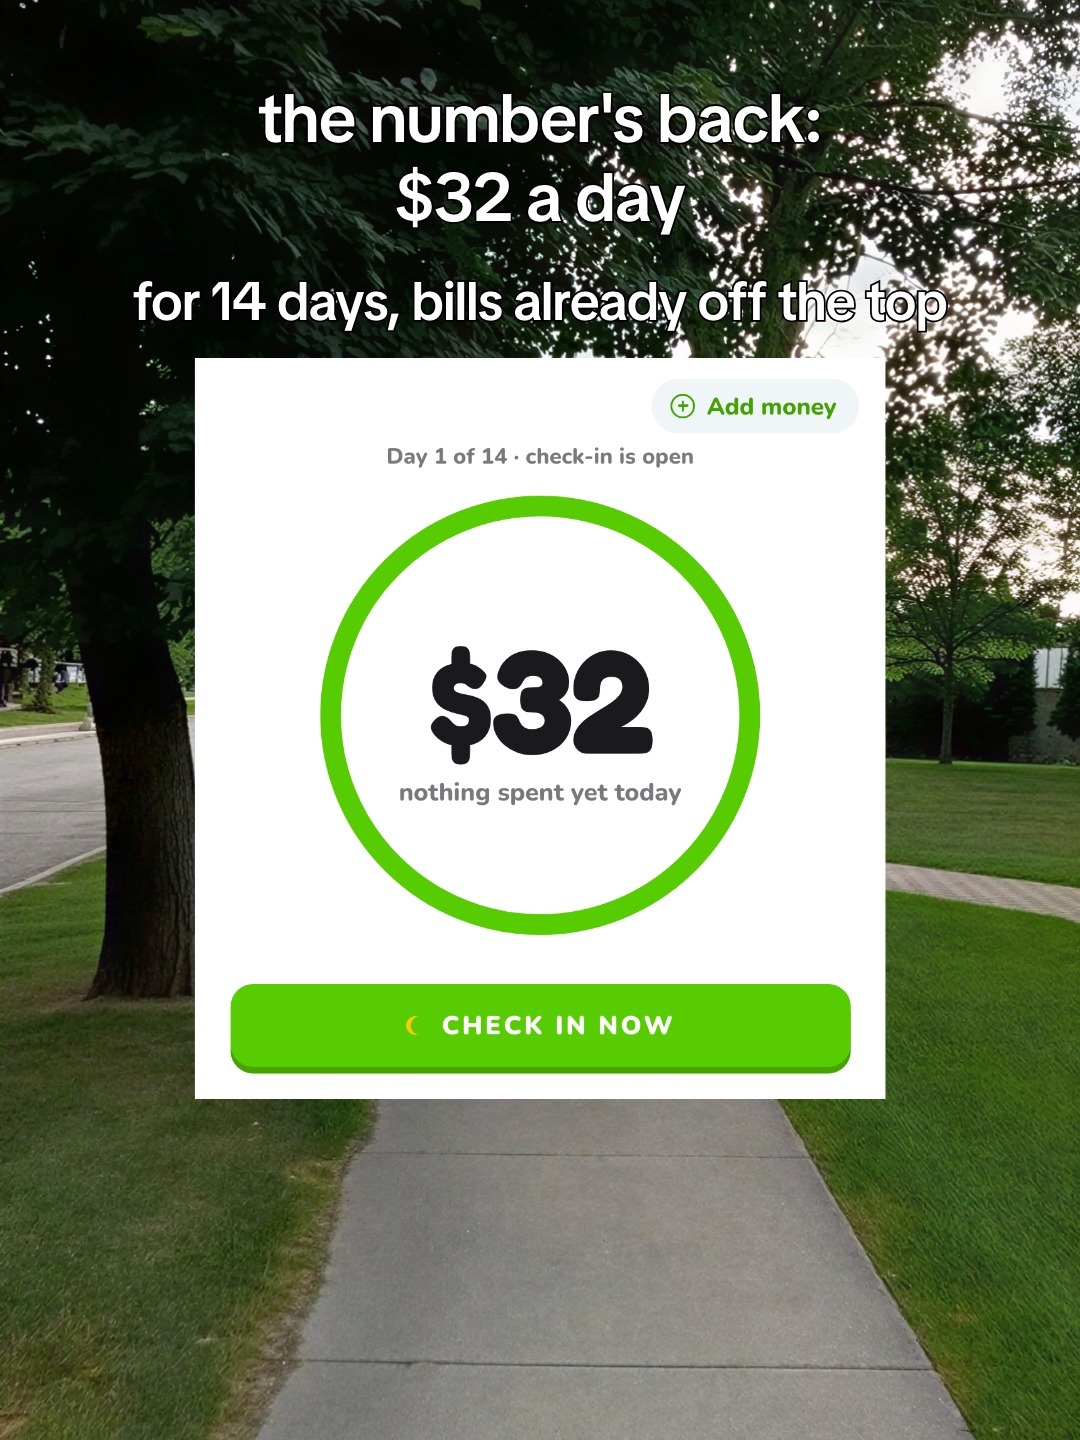 the number's back:
$32 a day
for 14 days, bills already off the top
Add money
Day 1 of 14 · check-in is open
$32
nothing spent yet today
CHECK IN NOW